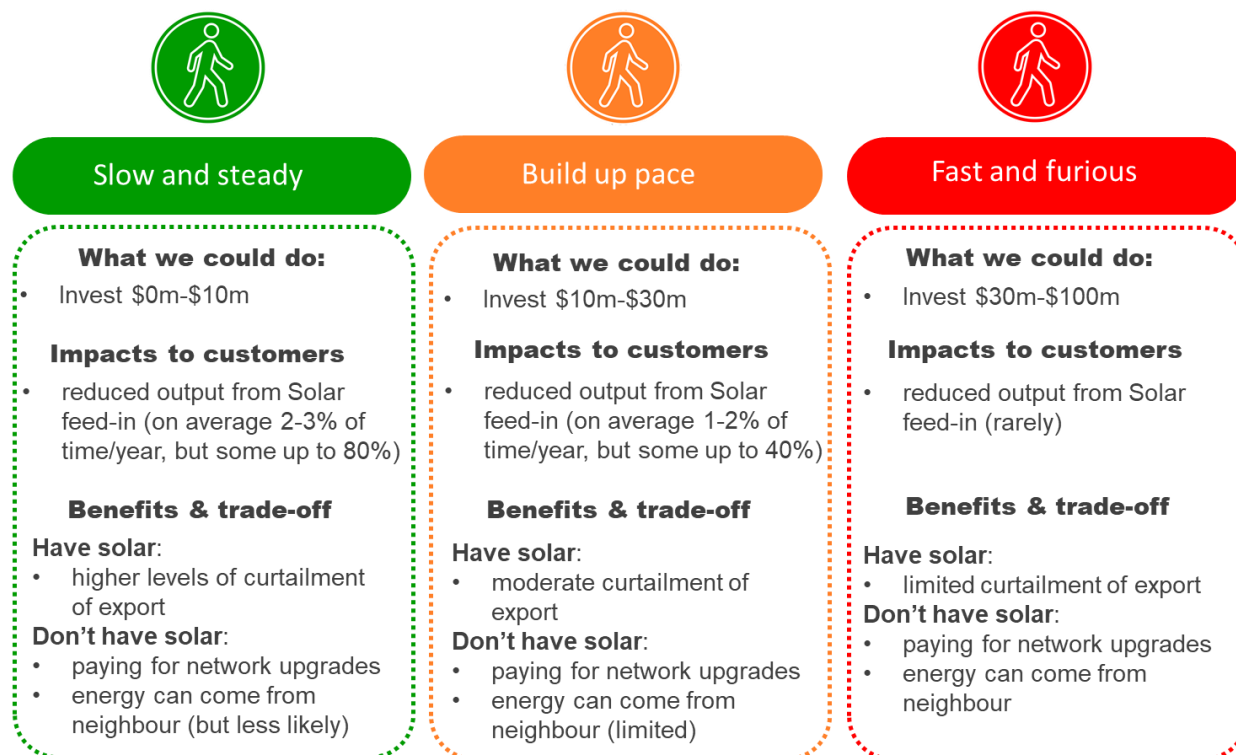 Slow and steady
What we could do:
• Invest $0m-$10m
Impacts to customers
• reduced output from Solar
feed-in (on average 2-3% of
time/year, but some up to 80%)
Benefits & trade-off
Have solar:
• higher levels of curtailment
of export
Don’t have solar:
• paying for network upgrades
• energy can come from
neighbour (but less likely)
Build up pace
What we could do:
• Invest $10m-$30m
Impacts to customers
• reduced output from Solar
feed-in (on average 1-2% of
time/year, but some up to 40%)
Benefits & trade-off
Have solar:
• moderate curtailment of
export
Don’t have solar:
• paying for network upgrades
• energy can come from
neighbour (limited)
Fast and furious
What we could do:
• Invest $30m-$100m
Impacts to customers
• reduced output from Solar
feed-in (rarely)
Benefits & trade-off
Have solar:
• limited curtailment of export
Don’t have solar:
• paying for network upgrades
• energy can come from
neighbour